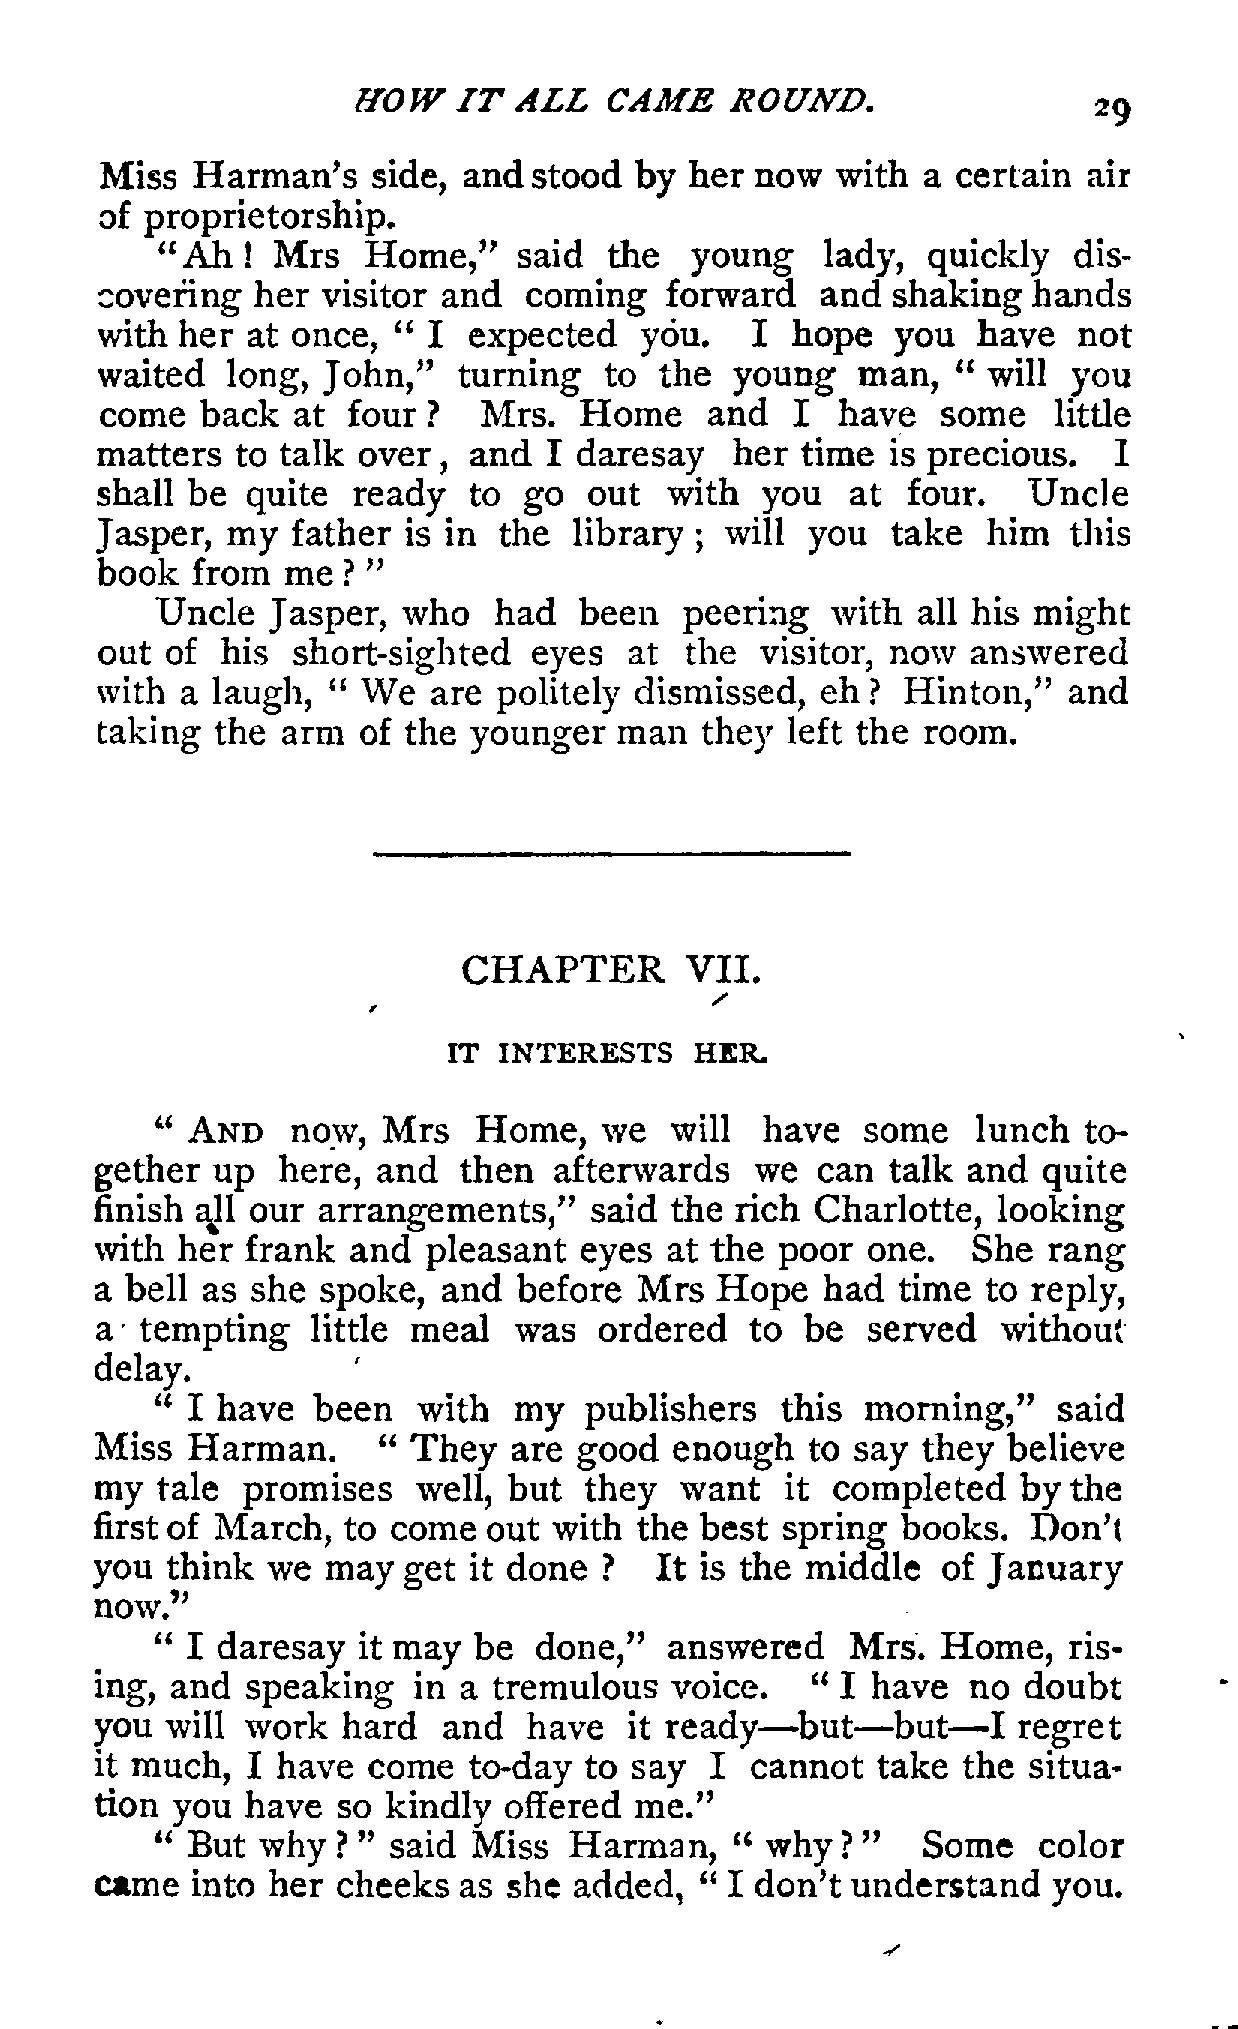 HOW IT ALL CAME ROUND. 29
Miss Harman's side, and stood by her now with a certain air
of proprietorship.
"Ah! Mrs Home," said the young lady, quickly dis-
covering her visitor and coming forward and shaking hands
with her at once, "I expected you. I hope you have not
waited long, John," turning to the young man, "will you
come back at four? Mrs. Home and I have some little
matters to talk over, and I daresay her time is precious. I
shall be quite ready to go out with you at four. Uncle
Jasper, my father is in the library; will you take him this
book from me?"
Uncle Jasper, who had been peering with all his might
out of his short-sighted eyes at the visitor, now answered
with a laugh, "We are politely dismissed, eh? Hinton," and
taking the arm of the younger man they left the room.
CHAPTER VII.
IT INTERESTS HER.
"AND now, Mrs Home, we will have some lunch to-
gether up here, and then afterwards we can talk and quite
finish all our arrangements," said the rich Charlotte, looking
with her frank and pleasant eyes at the poor one. She rang
a bell as she spoke, and before Mrs Hope had time to reply,
a tempting little meal was ordered to be served without
delay.
"I have been with my publishers this morning," said
Miss Harman. "They are good enough to say they believe
my tale promises well, but they want it completed by the
first of March, to come out with the best spring books. Don't
you think we may get it done? It is the middle of January
now."
"I daresay it may be done," answered Mrs. Home, ris-
ing, and speaking in a tremulous voice. "I have no doubt
you will work hard and have it ready—but—but—I regret
it much, I have come to-day to say I cannot take the situa-
tion you have so kindly offered me."
"But why?" said Miss Harman, "why?" Some color
came into her cheeks as she added, "I don't understand you.